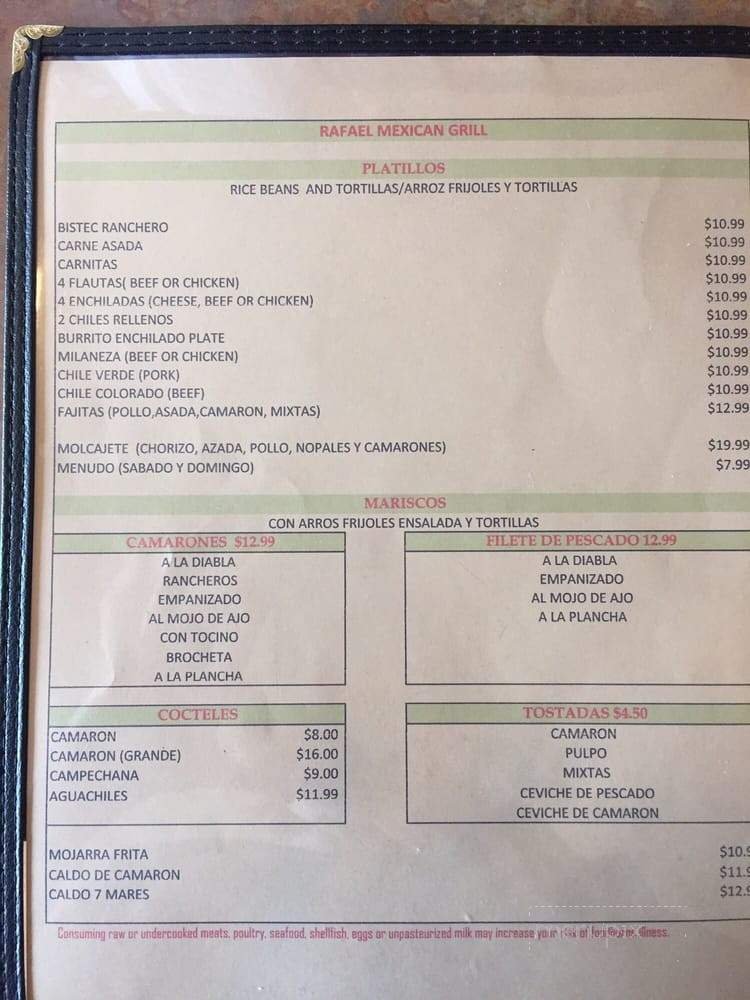 RAFAEL MEXICAN GRILL
PLATILLOS
RICE BEANS AND TORTILLAS/ARROZ FRIJOLES Y TORTILLAS
BISTEC RANCHERO $10.99
CARNE ASADA $10.99
CARNITAS $10.99
4 FLAUTAS( BEEF OR CHICKEN) $10.99
4 ENCHILADAS (CHEESE, BEEF OR CHICKEN) $10.99
2 CHILES RELLENOS $10.99
BURRITO ENCHILADO PLATE $10.99
MILANEZA (BEEF OR CHICKEN) $10.99
CHILE VERDE (PORK) $10.99
CHILE COLORADO (BEEF) $10.99
FAJITAS (POLLO,ASADA,CAMARON, MIXTAS) $12.99
MOLCAJETE (CHORIZO, AZADA, POLLO, NOPALES Y CAMARONES) $19.99
MENUDO (SABADO Y DOMINGO) $7.99
MARISCOS
CON ARROS FRIJOLES ENSALADA Y TORTILLAS
CAMARONES $12.99
A LA DIABLA
RANCHEROS
EMPANIZADO
AL MOJO DE AJO
CON TOCINO
BROCHETA
A LA PLANCHA
FILETE DE PESCADO 12.99
A LA DIABLA
EMPANIZADO
AL MOJO DE AJO
A LA PLANCHA
COCTELES
CAMARON $8.00
CAMARON (GRANDE) $16.00
CAMPECHANA $9.00
AGUACHILES $11.99
TOSTADAS $4.50
CAMARON
PULPO
MIXTAS
CEVICHE DE PESCADO
CEVICHE DE CAMARON
MOJARRA FRITA
CALDO DE CAMARON
CALDO 7 MARES
Consuming raw or undercooked meats, poultry, seafood, shellfish, eggs or unpasteurized milk may increase your risk of foodborne illness.